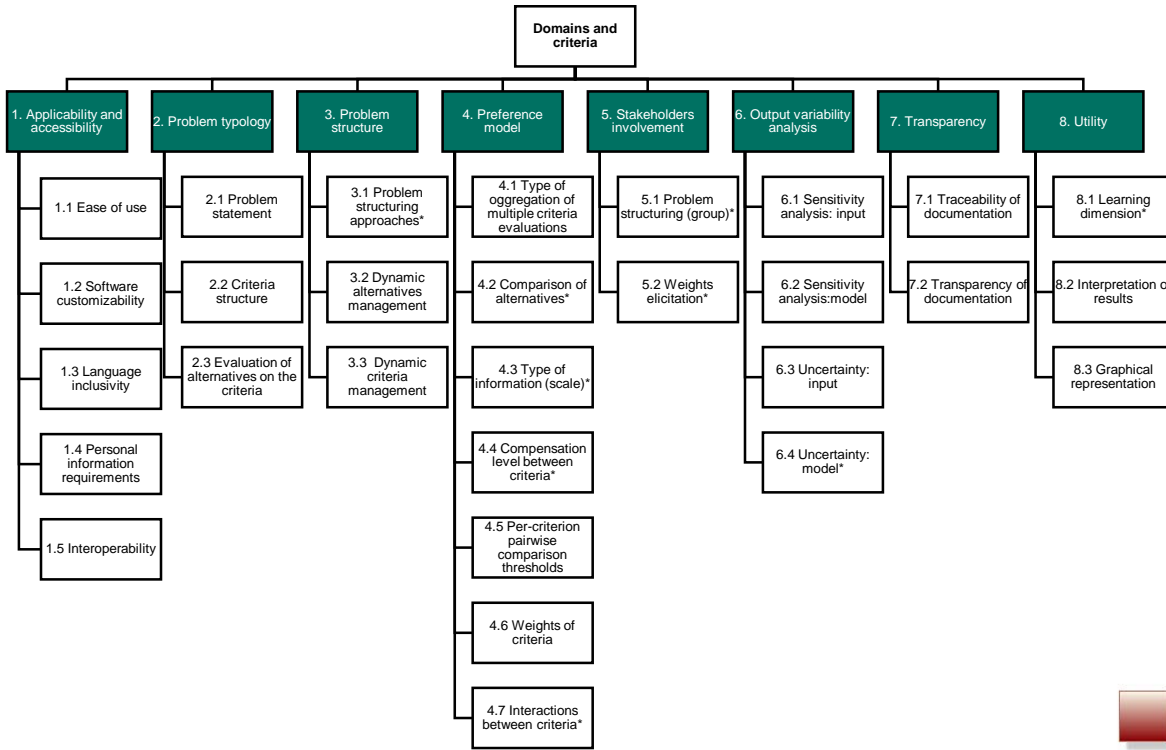 Domains and
criteria
1. Applicability and
accessibility
2. Problem typology
3. Problem
structure
4. Preference
model
5. Stakeholders
involvement
6. Output variability
analysis
7. Transparency
8. Utility
1.1 Ease of use
1.2 Software
customizability
1.3 Language
inclusivity
1.4 Personal
information
requirements
1.5 Interoperability
2.1 Problem
statement
2.2 Criteria
structure
2.3 Evaluation of
alternatives on the
criteria
3.1 Problem
structuring
approaches*
3.2 Dynamic
alternatives
management
3.3 Dynamic
criteria
management
4.1 Type of
oggregation of
multiple criteria
evaluations
4.2 Comparison of
alternatives*
4.3 Type of
information (scale)*
4.4 Compensation
level between
criteria*
4.5 Per-criterion
pairwise
comparison
thresholds
4.6 Weights of
criteria
4.7 Interactions
between criteria*
5.1 Problem
structuring (group)*
5.2 Weights
elicitation*
6.1 Sensitivity
analysis: input
6.2 Sensitivity
analysis:model
6.3 Uncertainty:
input
6.4 Uncertainty:
model*
7.1 Traceability of
documentation
7.2 Transparency of
documentation
8.1 Learning
dimension*
8.2 Interpretation of
results
8.3 Graphical
representation